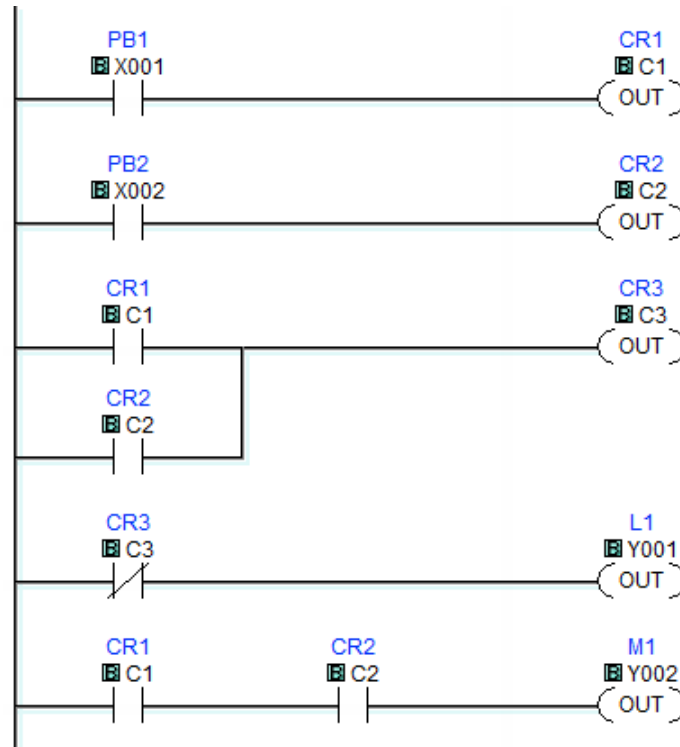 PB1 CR1
B X001 B C1
OUT
PB2 CR2
B X002 B C2
OUT
CR1 CR3
B C1 B C3
OUT
CR2
B C2
CR3 L1
B C3 B Y001
OUT
CR1 CR2 M1
B C1 B C2 B Y002
OUT